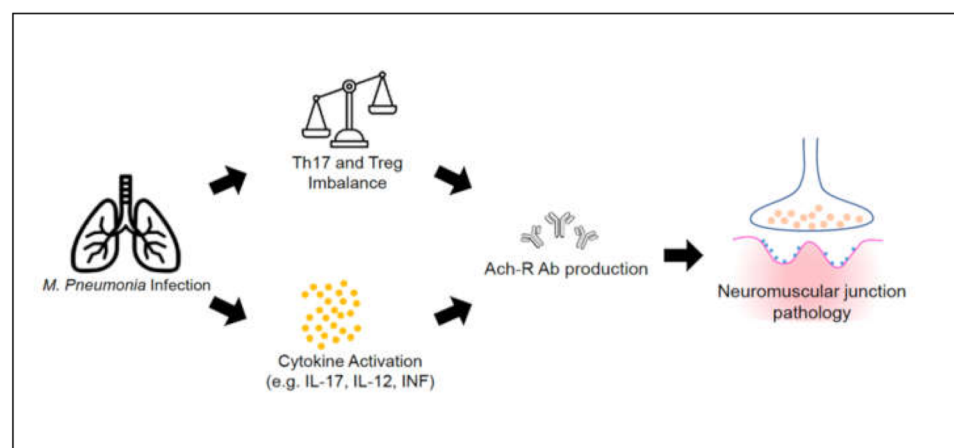 Th17 and Treg
Imbalance
M. Pneumonia Infection
Cytokine Activation
(e.g. IL-17, IL-12, INF)
Ach-R Ab production
Neuromuscular junction
pathology